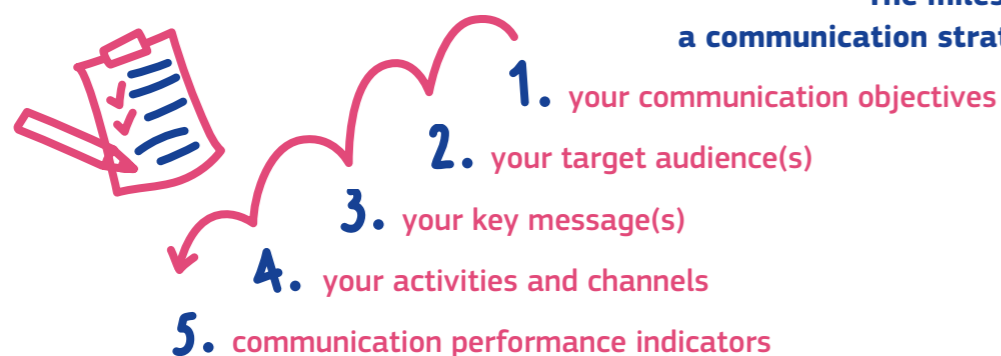 a communication
1. your communication objectives
2. your target audience(s)
3. your key message(s)
4. your activities and channels
5. communication performance indicators